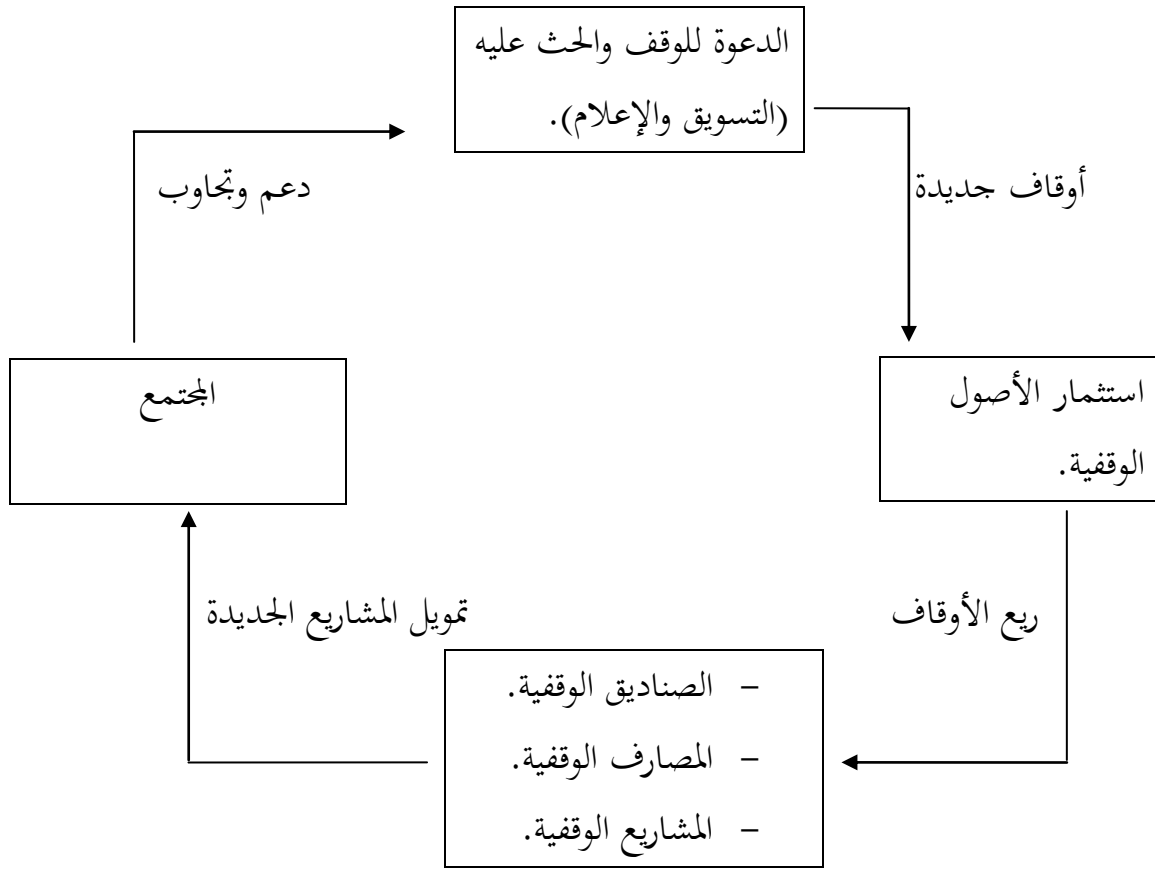 الدعوة للوقف والحث عليه
(التسويق والإعلام).
دعم وتجاوب
أوقاف جديدة
استثمار الأصول
الوقفية.
المجتمع
ريع الأوقاف
تمويل المشاريع الجديدة
– الصناديق الوقفية.
– المصارف الوقفية.
– المشاريع الوقفية.